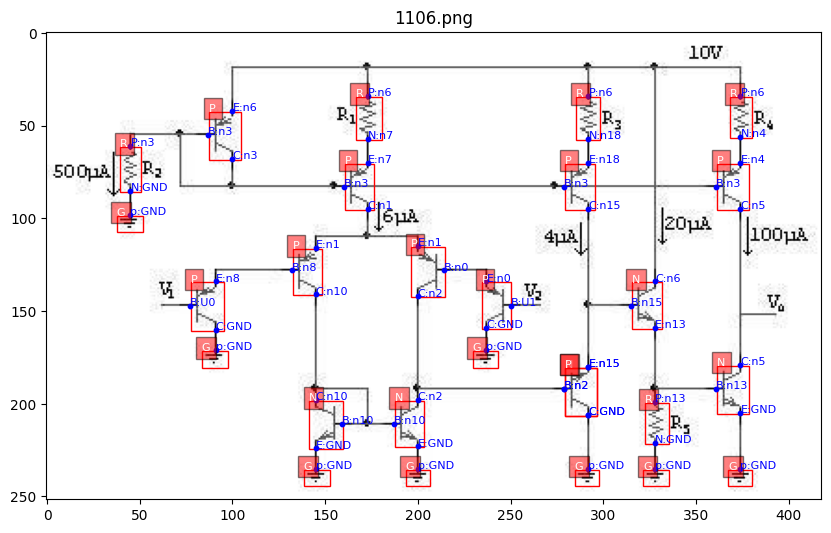 1106.png
10V
P
E:n6
R
P:n6
R
P:n6
R
P:n6
R1
R3
R4
B:n3
N:n7
N:n18
N:n4
R
P:n3
C:n3
P
E:n7
P
E:n18
P
E:n4
500µA
R2
N:GND
B:n3
B:n3
B:n3
C:n1
C:n15
C:n5
G
p:GND
6µA
4µA
20µA
100µA
P
E:n1
P
E:n1
P
E:n8
B:n8
B:n0
P
E:n0
N
C:n6
V1
B:U0
C:n10
C:n2
B:U1
V2
B:n15
Vo
C:GND
C:GND
E:n13
G
p:GND
G
p:GND
P
E:n15
N
C:n5
N
C:n10
N
C:n2
B:n2
B:n13
R
P:n13
B:n10
B:n10
C:GND
R5
E:GND
E:GND
E:GND
N:GND
G
p:GND
G
p:GND
G
p:GND
G
p:GND
G
p:GND
0
50
100
150
200
250
0
50
100
150
200
250
300
350
400